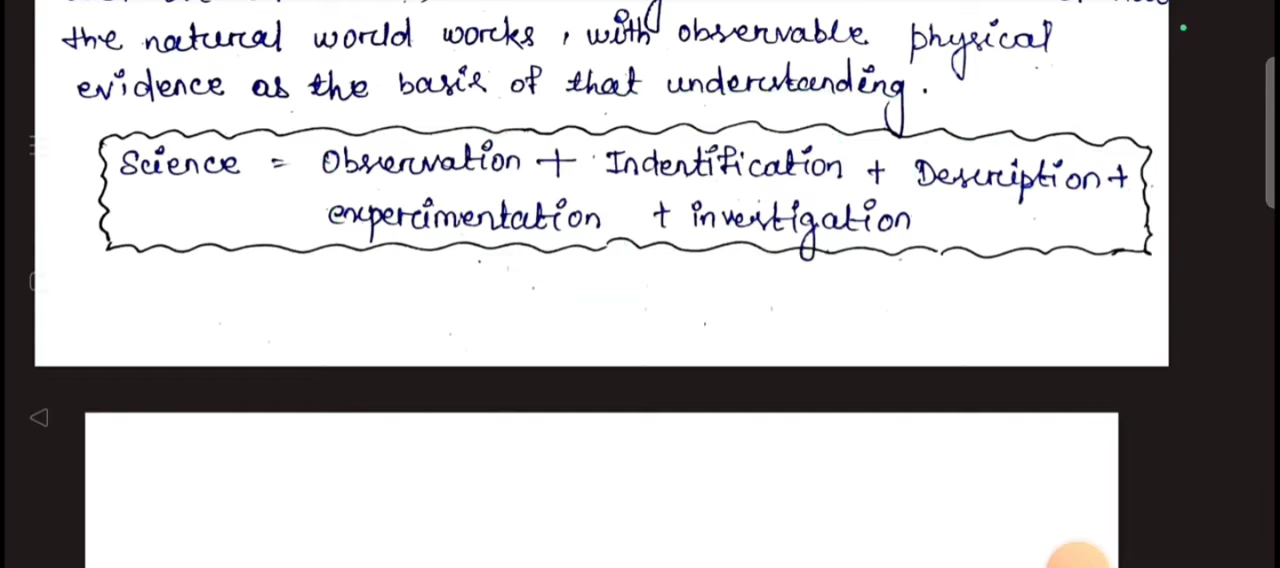 the natural world works, with observable physical
evidence as the basis of that understanding.
Science = Observation + Indentification + Description +
experimentation + investigation